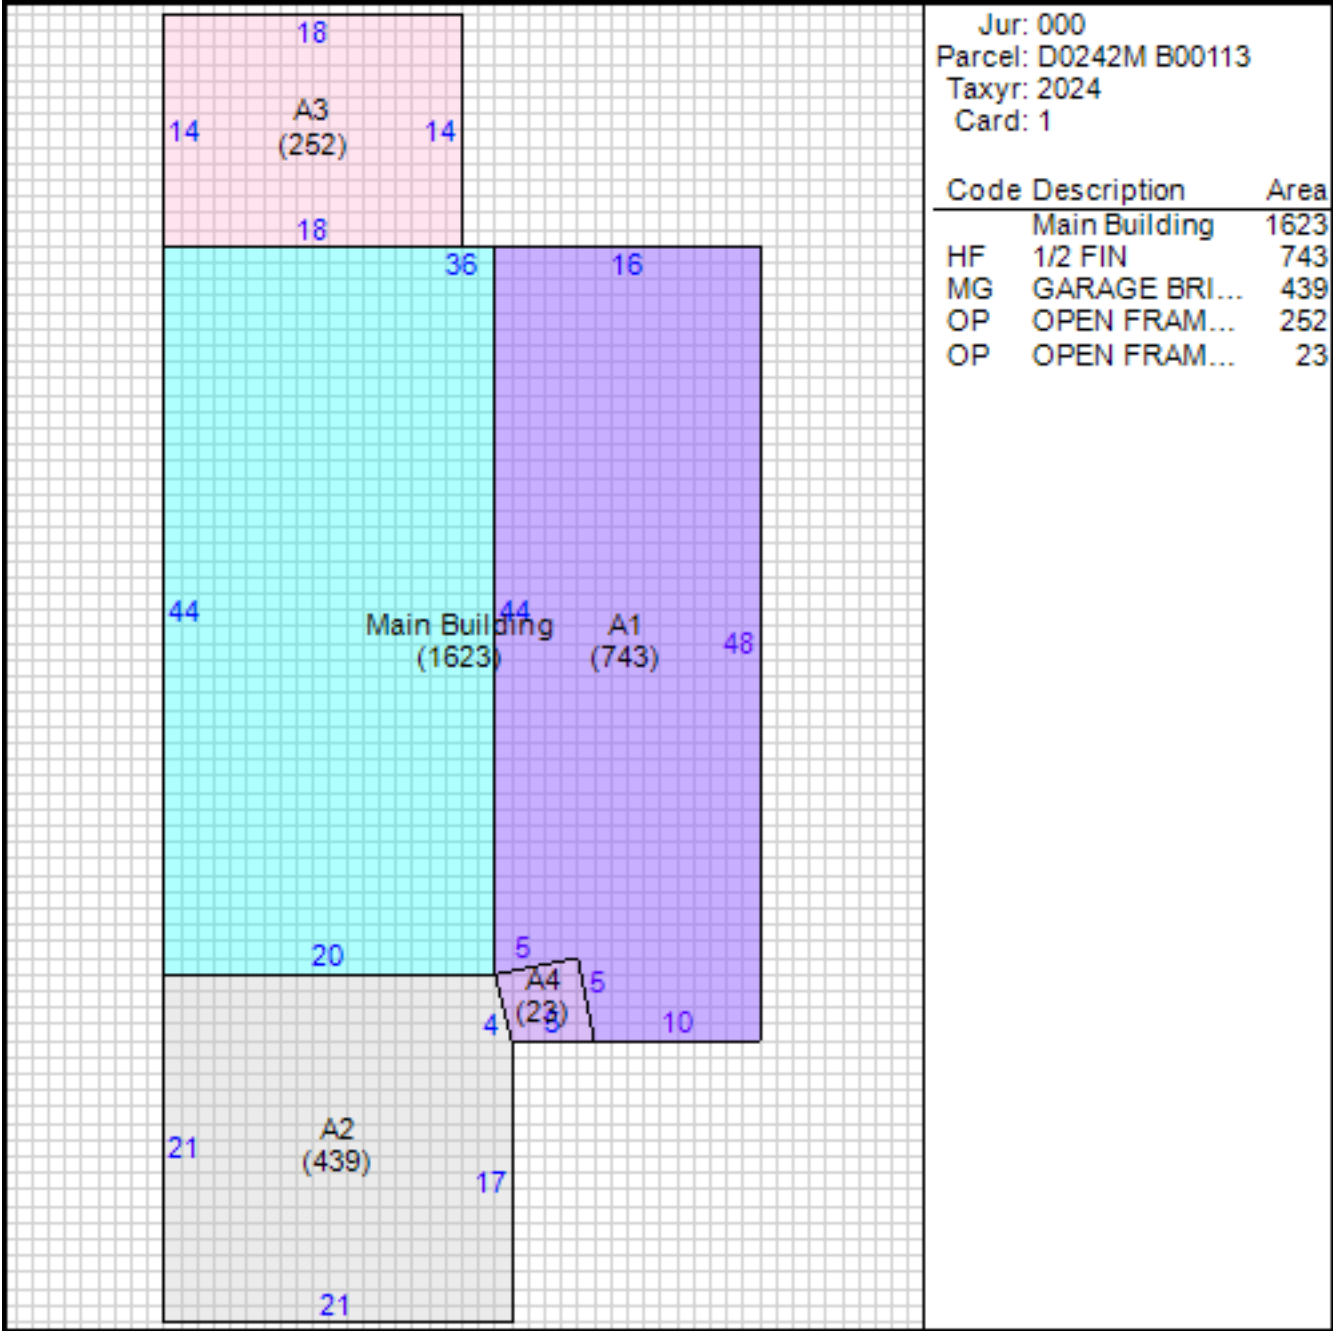 18
A3
14
14
(252)
18
36
16
44
44
Main Building
A1
48
(1623)
(743)
20
5
A4
5
(23)
4
5
10
A2
21
(439)
17
21
Jur: 000
Parcel: D0242M B00113
Taxyr: 2024
Card: 1
Code Description Area
Main Building 1623
HF 1/2 FIN 743
MG GARAGE BRI... 439
OP OPEN FRAM... 252
OP OPEN FRAM... 23